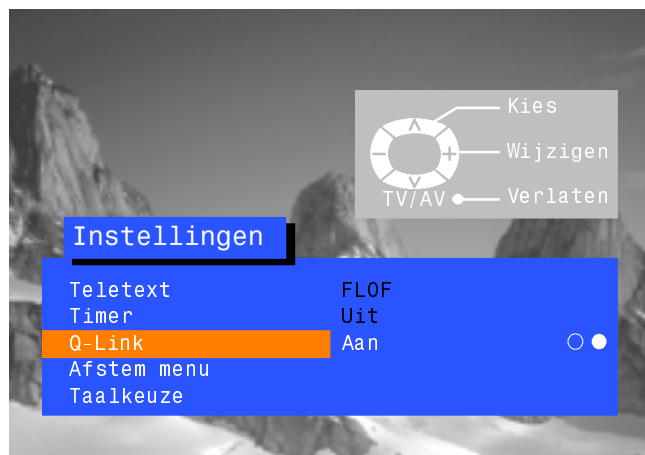 Kies
Wijzigen
TV/AV Verlaten
Instellingen
Teletext FLOF
Timer Uit
Q-Link Aan
Afstem menu
Taalkeuze